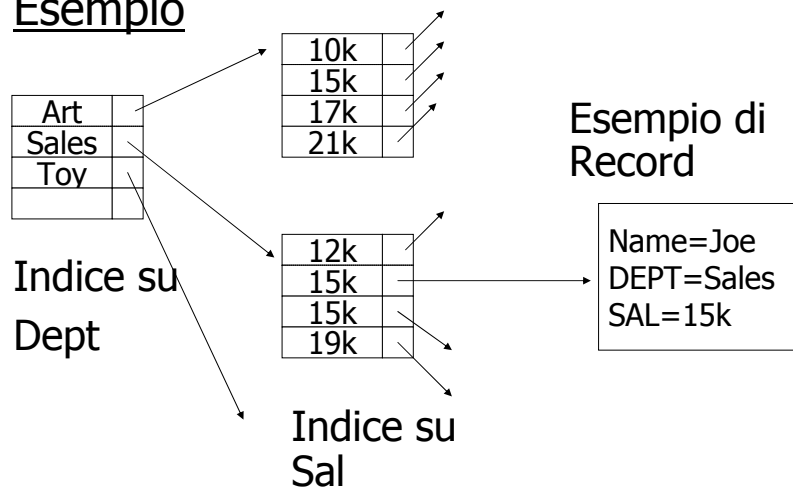 Esempio
10k
15k
17k
21k
Art
Sales
Toy
Indice su
Dept
12k
15k
15k
19k
Indice su
Sal
Esempio di
Record
Name=Joe
DEPT=Sales
SAL=15k